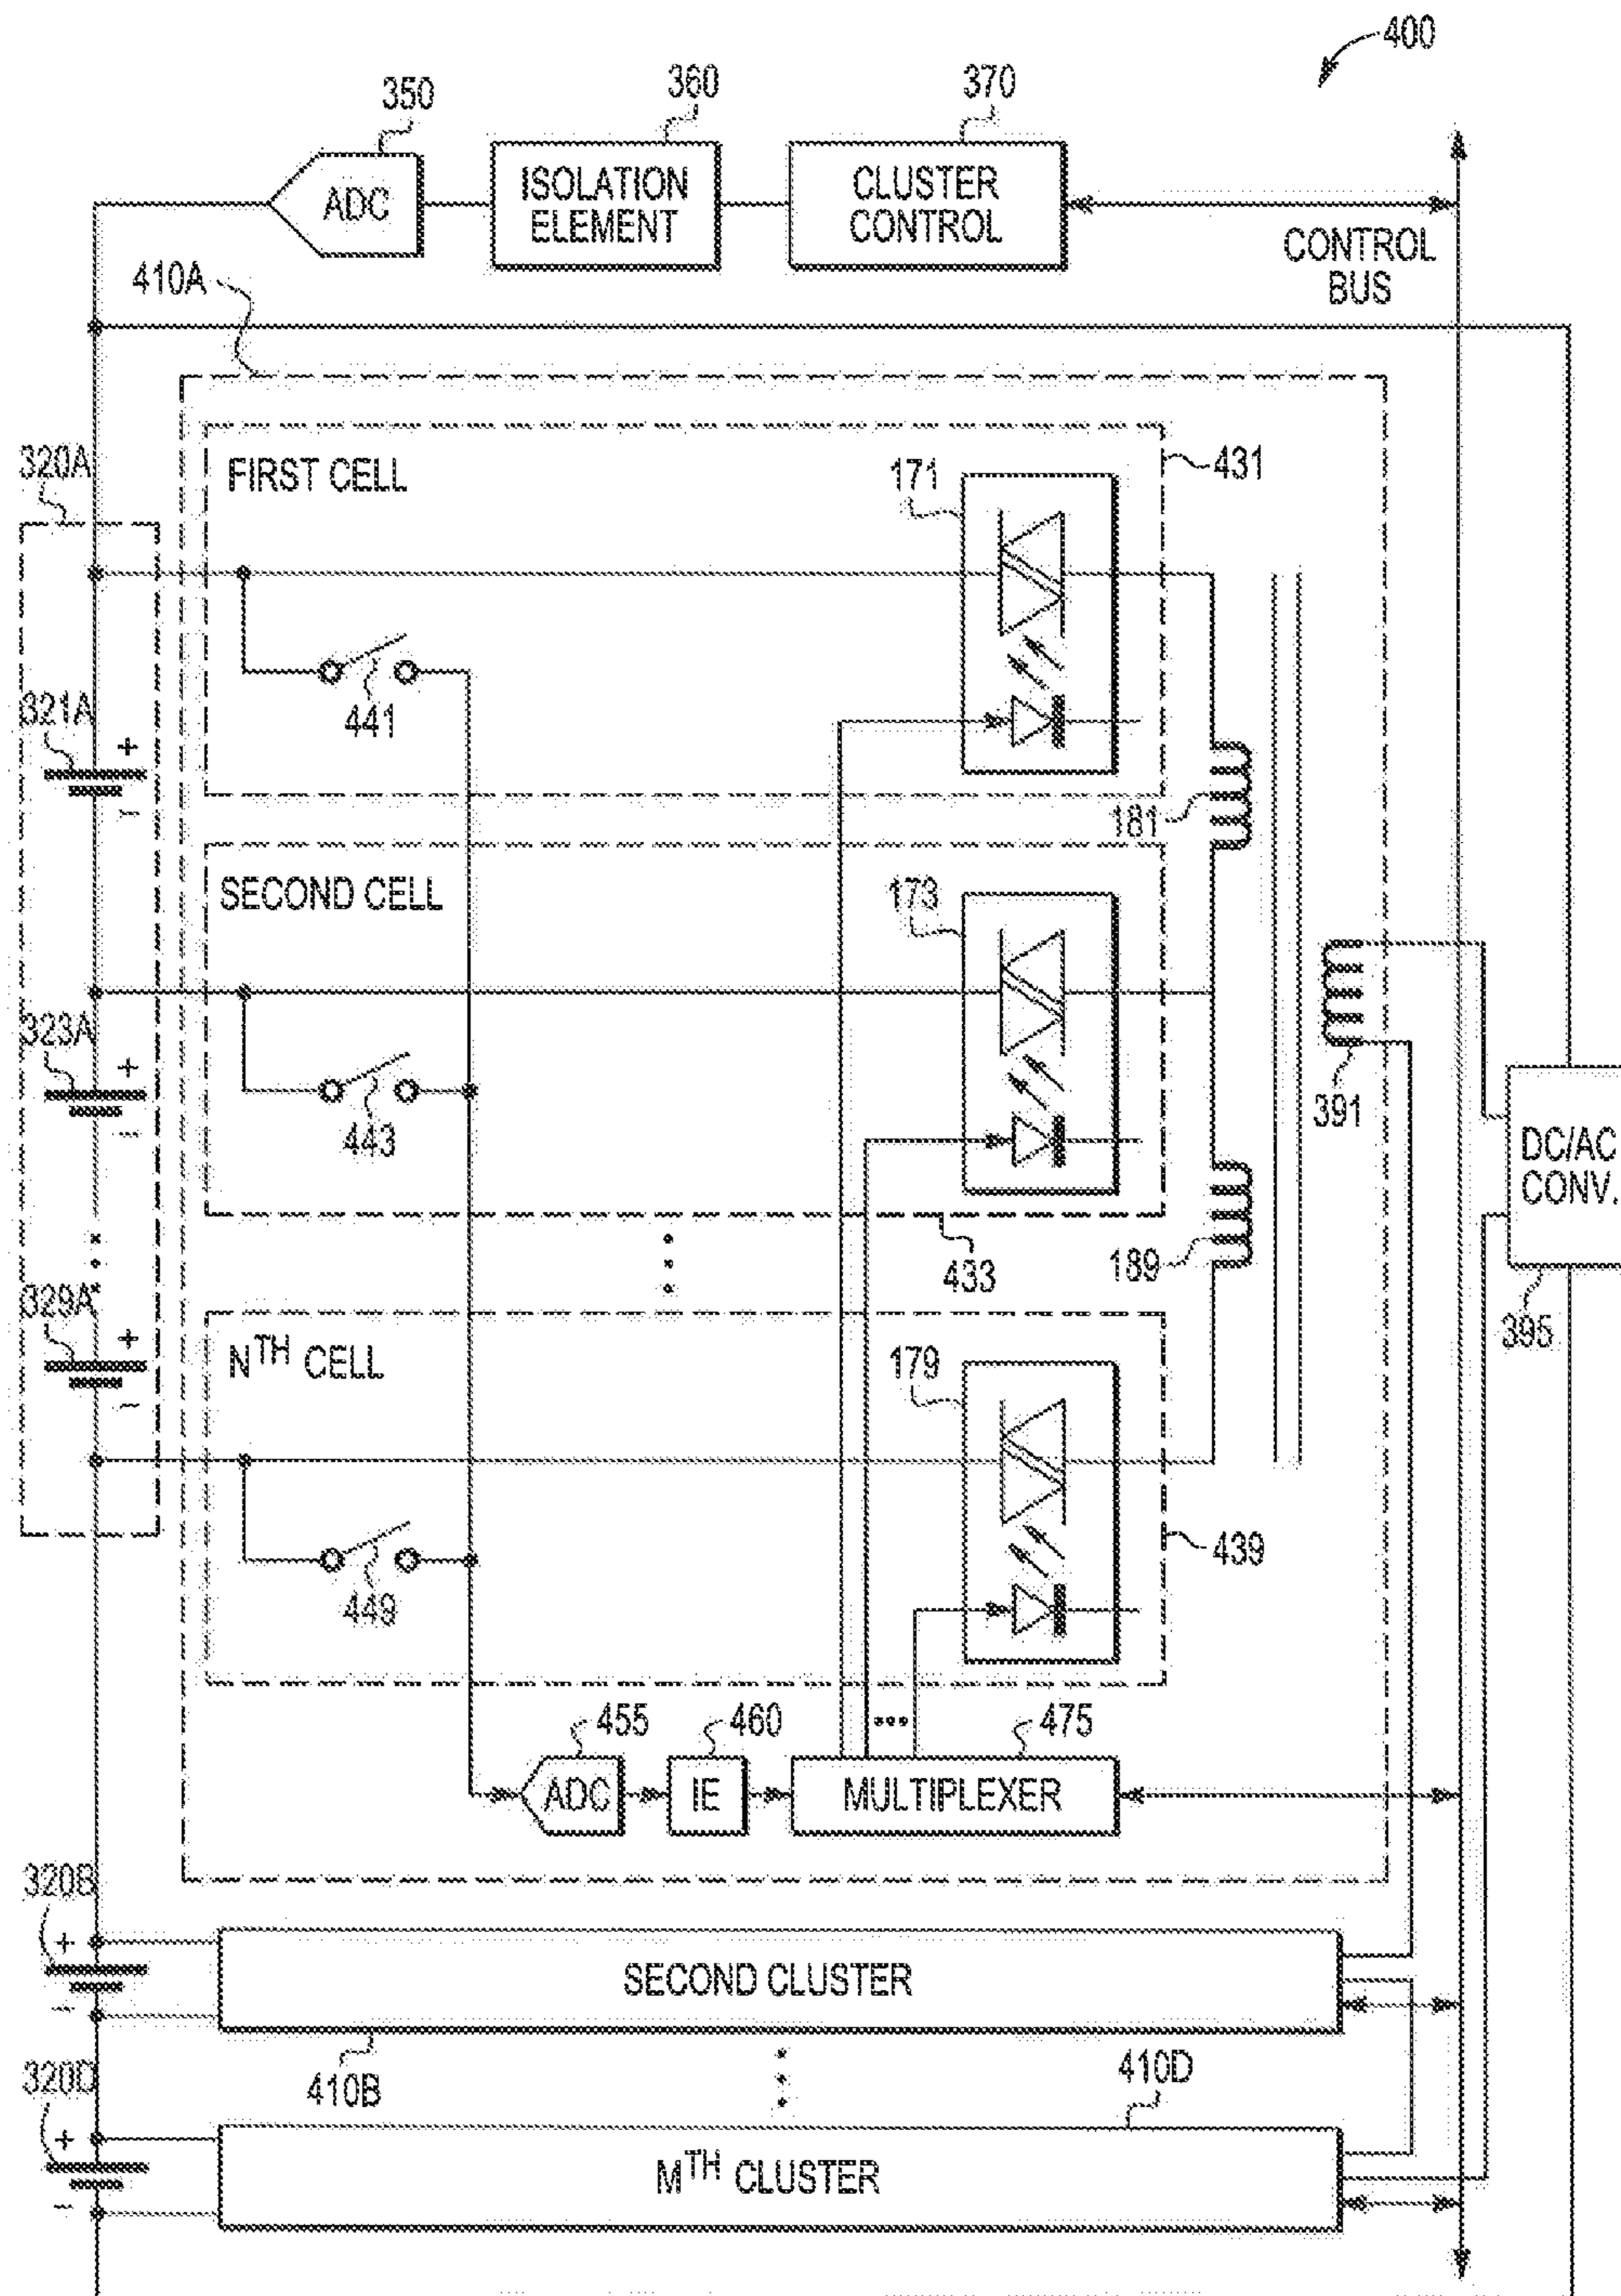 400
350
360
370
ADC
ISOLATION
ELEMENT
CLUSTER
CONTROL
CONTROL
BUS
410A
320A
FIRST CELL
171
431
321A
+
441
−
181
SECOND CELL
173
323A
+
443
−
391
DC/AC
CONV.
433
189
329A
395
+
NTH CELL
179
−
449
439
455
460
475
ADC
IE
MULTIPLEXER
320B
+
SECOND CLUSTER
−
320D
410B
410D
+
MTH CLUSTER
−